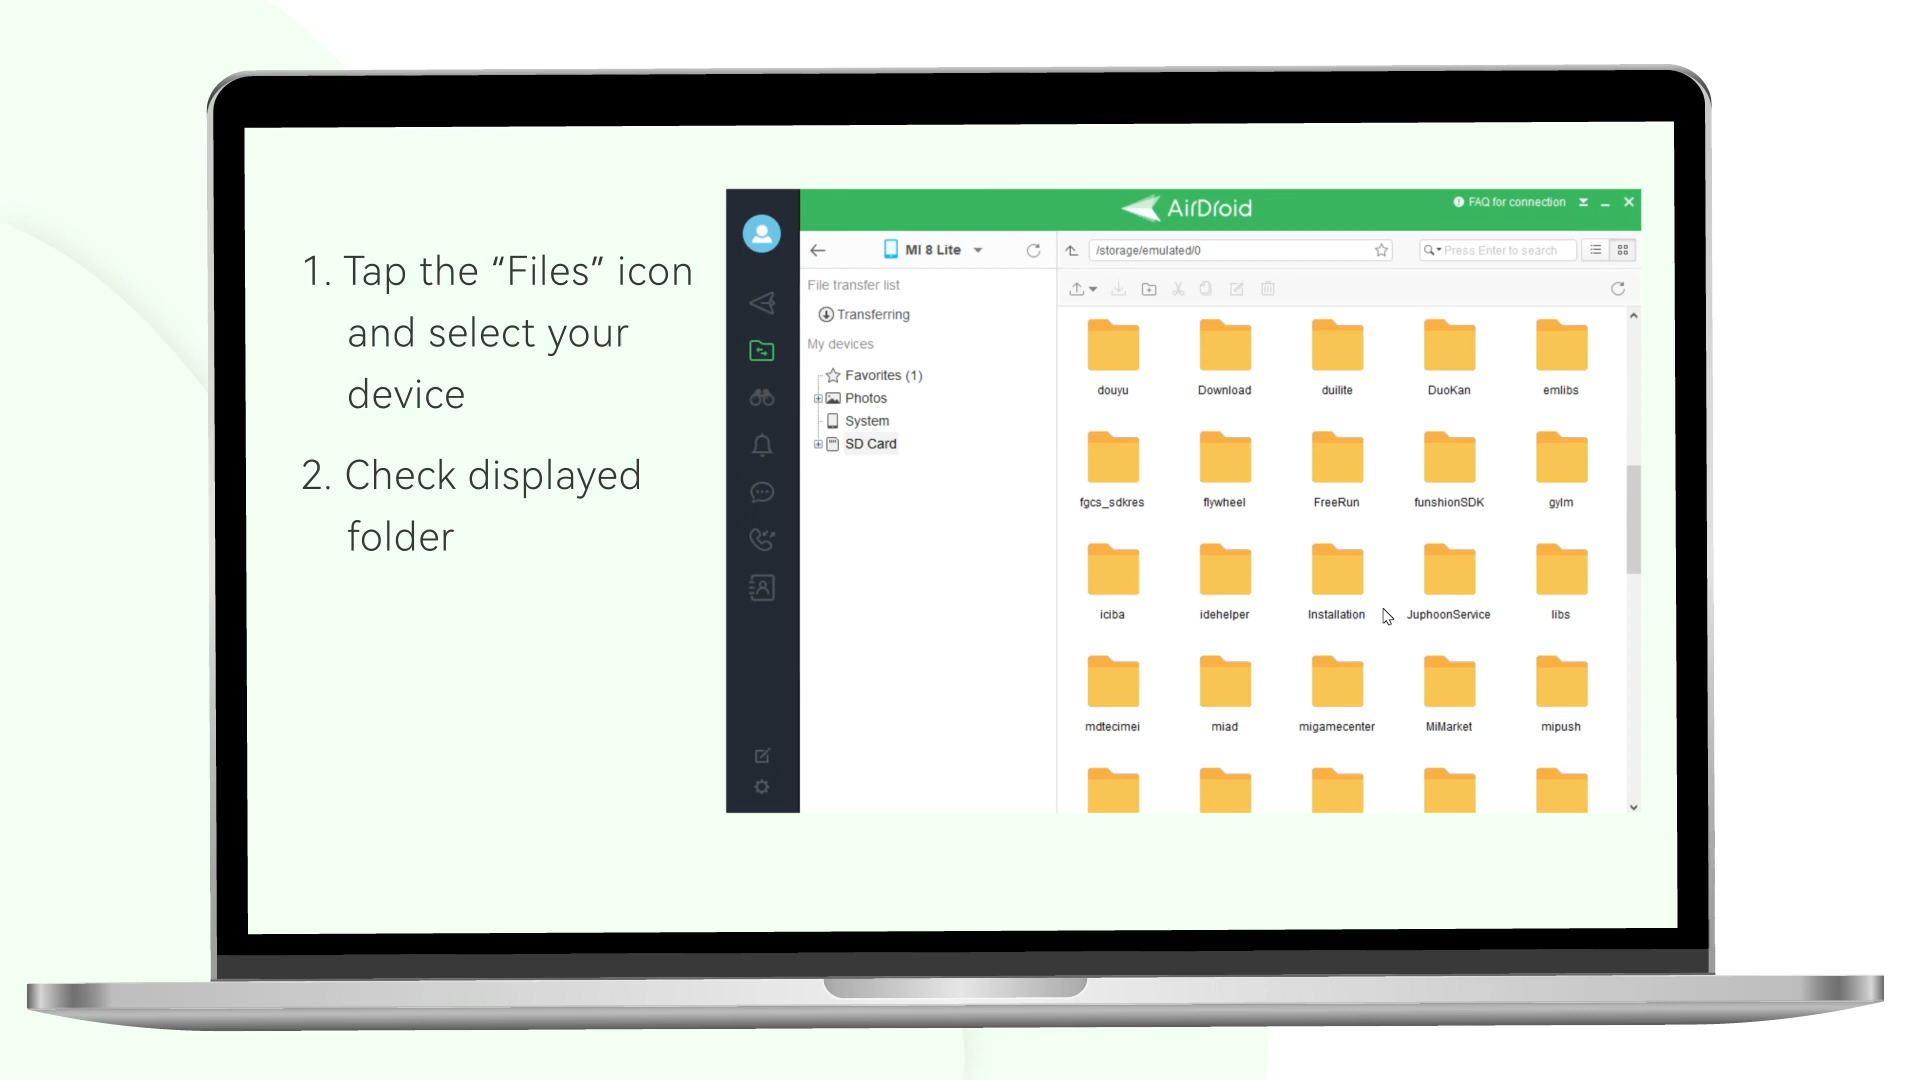 1. Tap the “Files” icon
and select your
device
2. Check displayed
folder
AirDroid
FAQ for connection
MI 8 Lite
/storage/emulated/0
Press Enter to search
File transfer list
Transferring
My devices
Favorites (1)
Photos
System
SD Card
douyu Download duilite DuoKan emlibs
fgcs_sdkres flywheel FreeRun funshionSDK gylm
iciba idehelper Installation JuphoonService libs
mdtecimei miad migamecenter MiMarket mipush